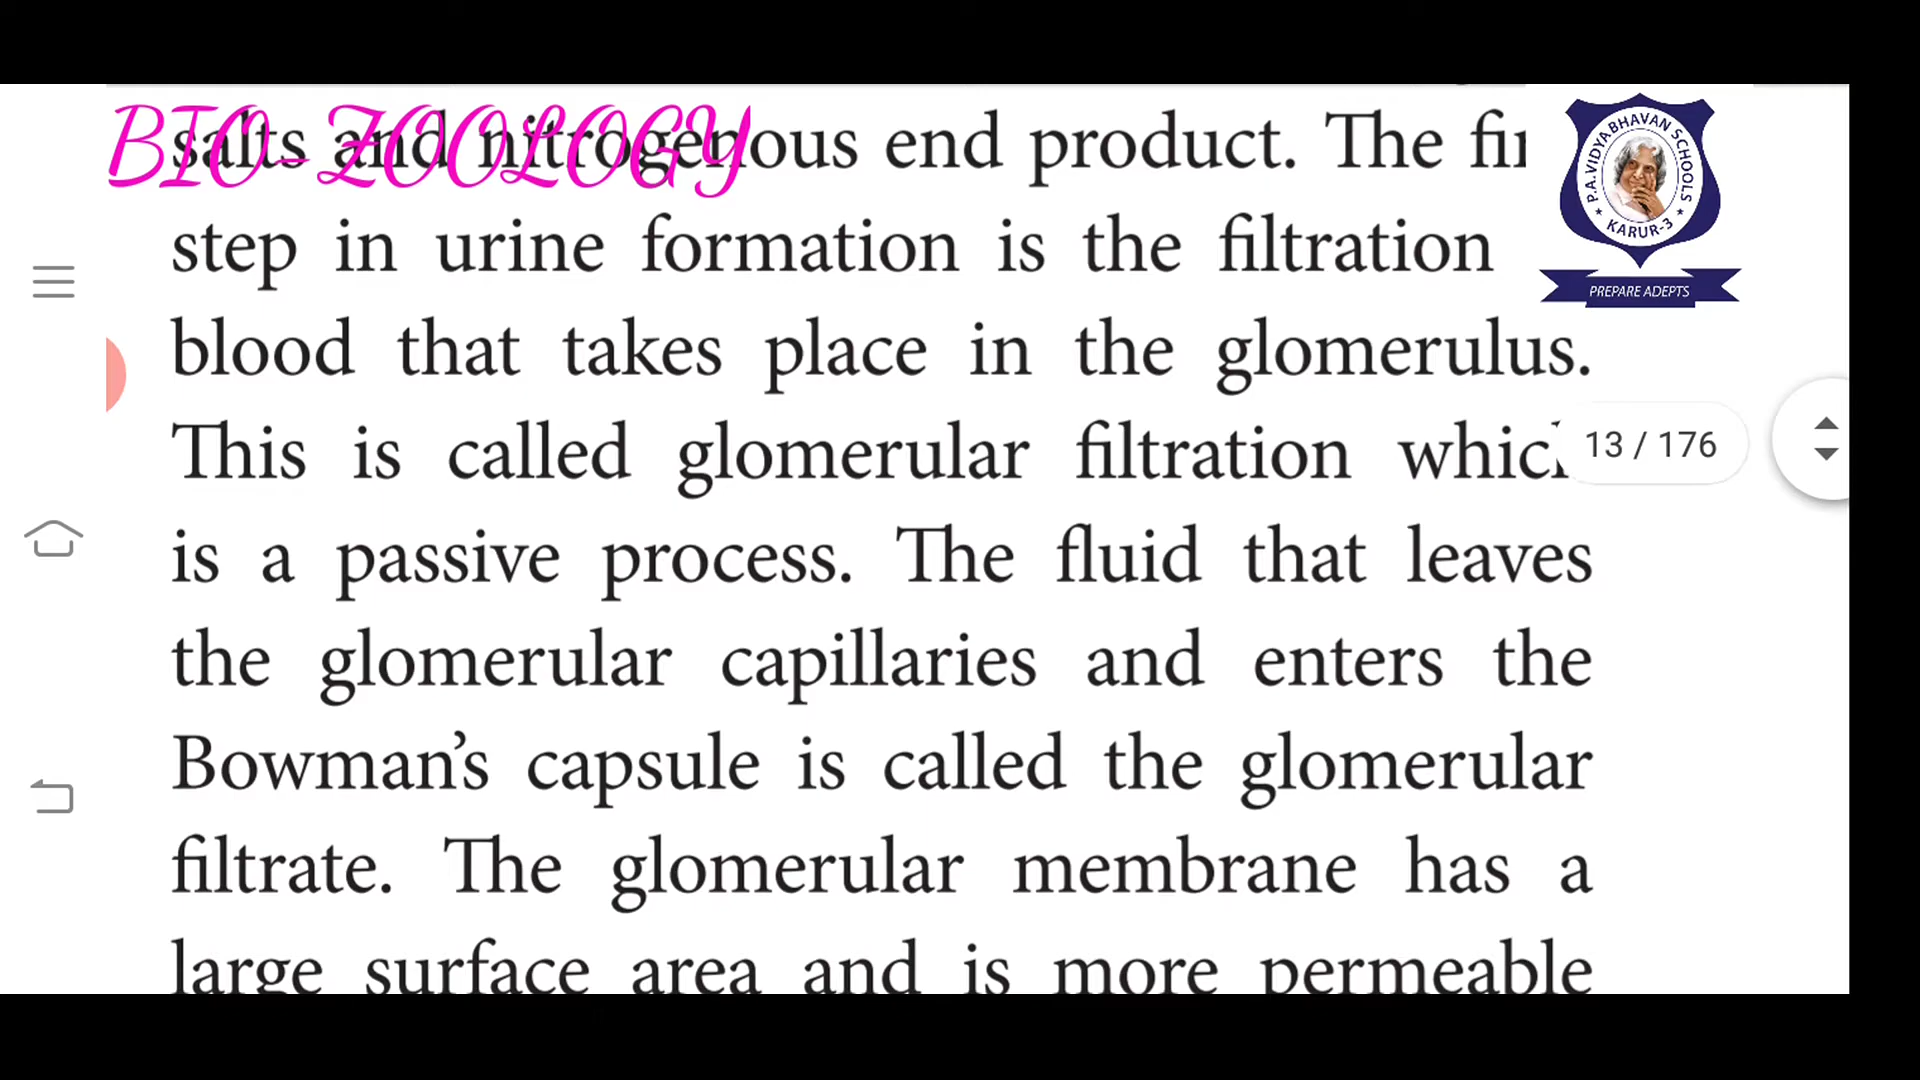 BIO-ZOOLOGY
salts and nitrogenous end product. The
step in urine formation is the filtration
blood that takes place in the glomerulus.
This is called glomerular filtration which
is a passive process. The fluid that leaves
the glomerular capillaries and enters the
Bowman’s capsule is called the glomerular
filtrate. The glomerular membrane has a
large surface area and is more permeable
P.A.VIDYA BHAVAN SCHOOLS
KARUR-3
PREPARE ADEPTS
13 / 176